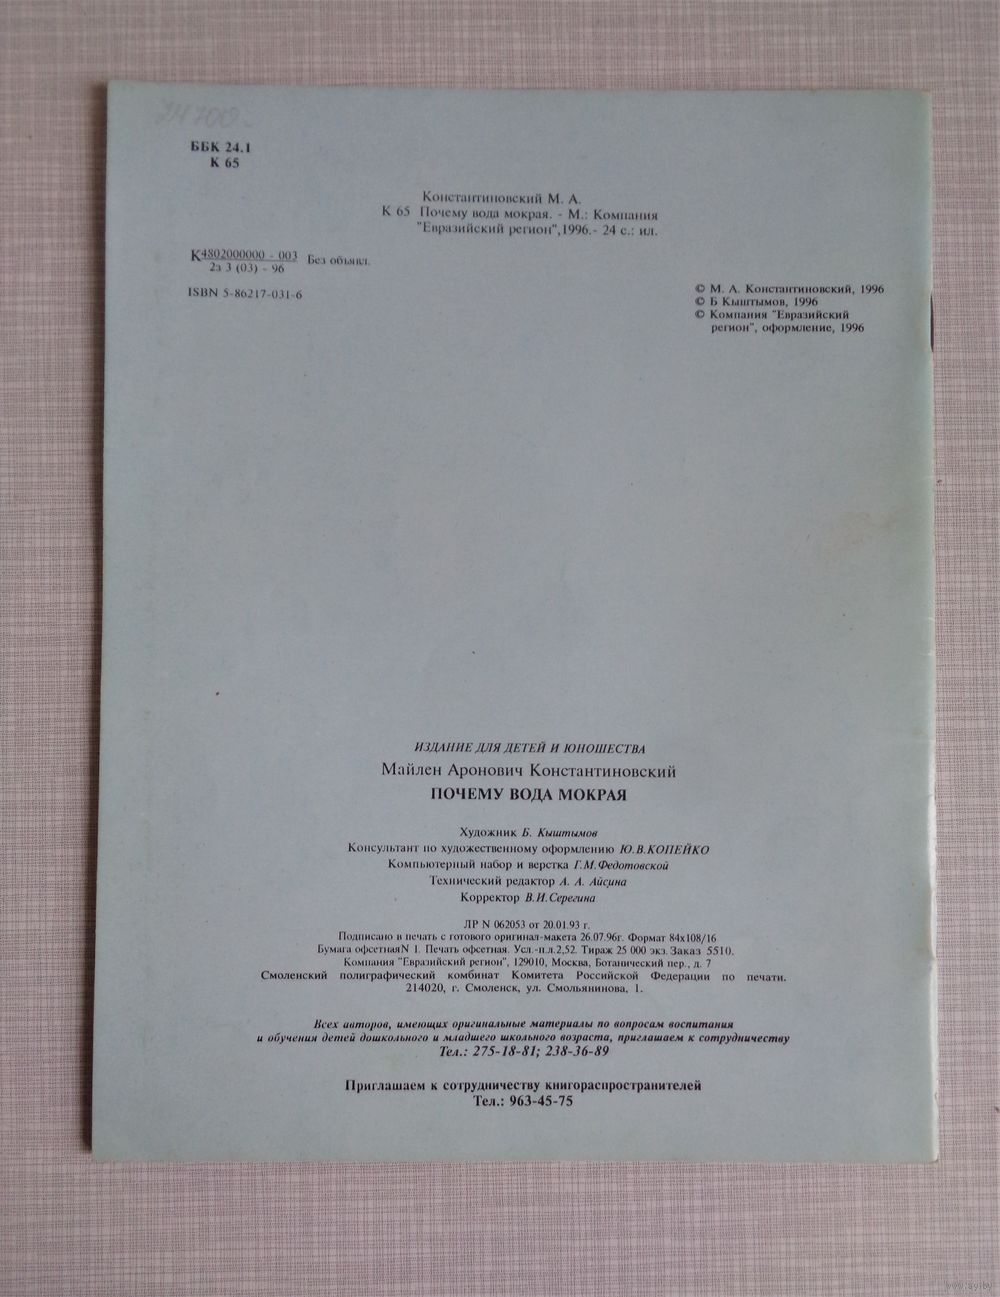 ББК 24.1
К 65
Константиновский М. А.
К 65 Почему вода мокрая. - М.: Компания
"Евразийский регион",1996.- 24 с.: ил.
К 4802000000 - 003
2а 3 (03) - 96
Без объявл.
ISBN 5-86217-031-6
© М. А. Константиновский, 1996
© Б Кыштымов, 1996
© Компания "Евразийский
регион", оформление, 1996
ИЗДАНИЕ ДЛЯ ДЕТЕЙ И ЮНОШЕСТВА
Майлен Аронович Константиновский
ПОЧЕМУ ВОДА МОКРАЯ
Художник Б. Кыштымов
Консультант по художественному оформлению Ю.В.КОПЕЙКО
Компьютерный набор и верстка Г.М.Федотовской
Технический редактор А. А. Айсина
Корректор В.И.Серегина
ЛР N 062053 от 20.01.93 г.
Подписано в печать с готового оригинал-макета 26.07.96г. Формат 84х108/16
Бумага офсетнаяN 1. Печать офсетная. Усл.-п.л.2,52. Тираж 25 000 экз. Заказ 5510.
Компания "Евразийский регион", 129010, Москва, Ботанический пер., д. 7
Смоленский полиграфический комбинат Комитета Российской Федерации по печати.
214020, г. Смоленск, ул. Смольянинова, 1.
Всех авторов, имеющих оригинальные материалы по вопросам воспитания
и обучения детей дошкольного и младшего школьного возраста, приглашаем к сотрудничеству
Тел.: 275-18-81; 238-36-89
Приглашаем к сотрудничеству книгораспространителей
Тел.: 963-45-75